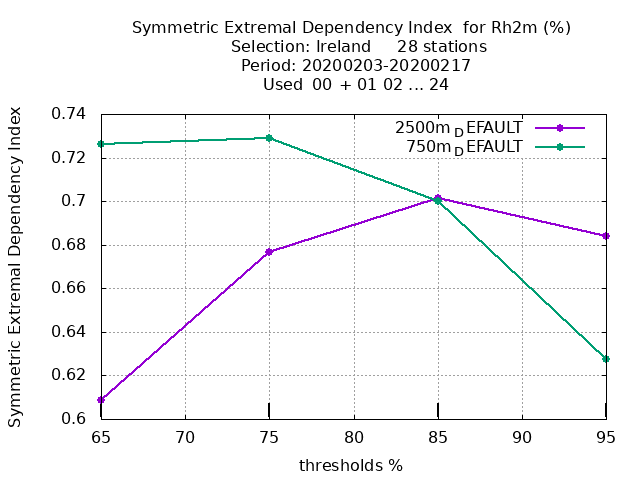 Symmetric Extremal Dependency Index  for Rh2m (%)
Selection: Ireland     28 stations
Period: 20200203-20200217
Used  00 + 01 02 ... 24
Symmetric Extremal Dependency Index
0.74
0.72
0.7
0.68
0.66
0.64
0.62
0.6
2500m_DEFAULT
750m_DEFAULT
65 70 75 80 85 90 95
thresholds %